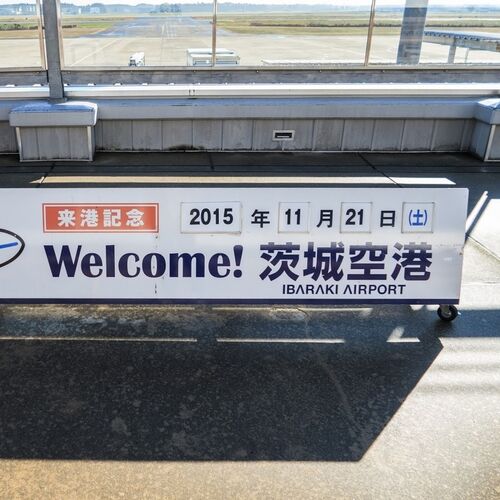 来港記念 2015 年 11 月 21 日 (土)
Welcome! 茨城空港
IBARAKI AIRPORT